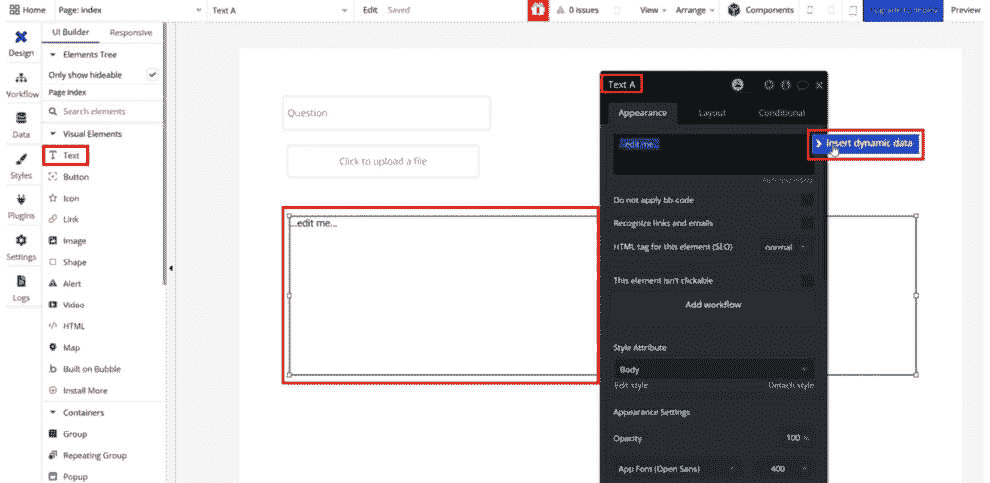 Home Page: index Text A Edit Saved 0 issues View Arrange Components Upgrade to deploy Preview
UI Builder Responsive
Design
Elements Tree
Only show hideable
Workflow
Page index
Search elements
Data
Visual Elements
Text
Styles
Button
Icon
Plugins
Link
Image
Settings
Shape
Alert
Logs
Video
HTML
Map
Built on Bubble
Install More
Containers
Group
Repeating Group
Popup
Question
Click to upload a file
...edit me...
Text A
Appearance Layout Conditional
...edit me...
Insert dynamic data
Do not apply bb-code
Recognize links and emails
HTML tag for this element (SEO) normal
This element isn't clickable
Add workflow
Style Attribute
Body
Edit style Detach style
Appearance Settings
Opacity 100 %
App Font (Open Sans) 400